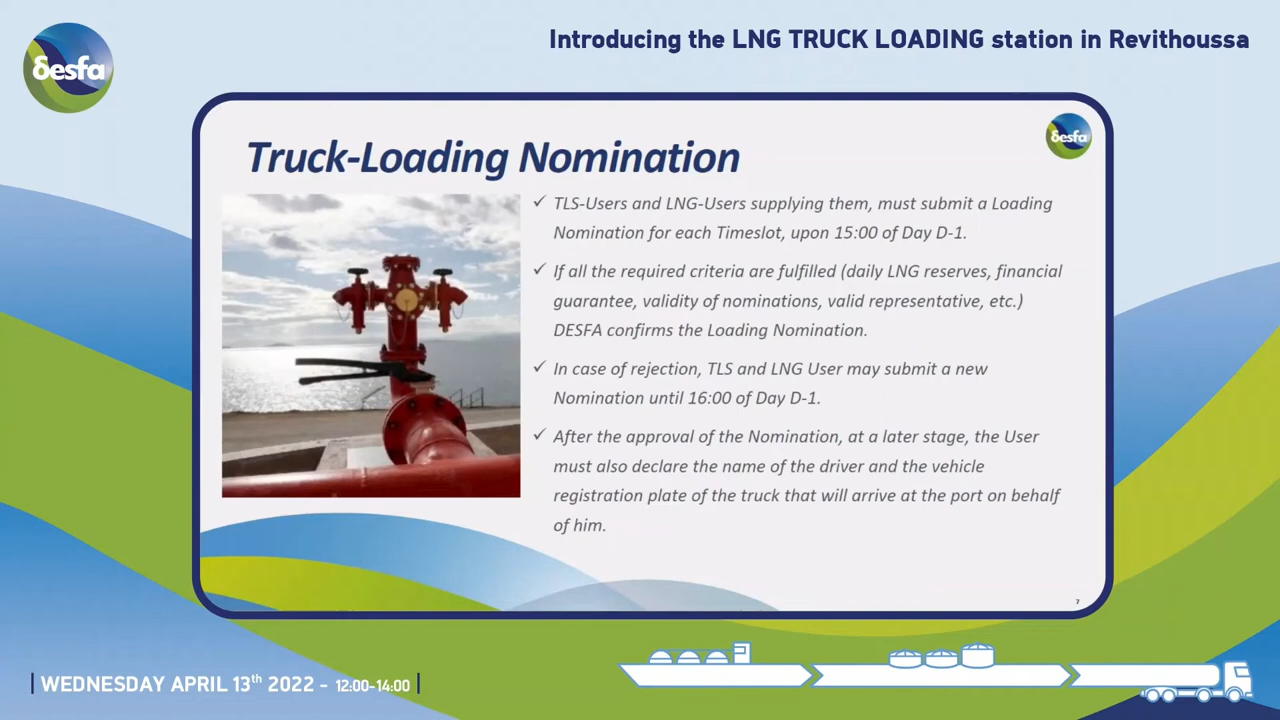 δesfa
Introducing the LNG TRUCK LOADING station in Revithoussa
Truck-Loading Nomination
δesfa
✓ TLS-Users and LNG-Users supplying them, must submit a Loading
Nomination for each Timeslot, upon 15:00 of Day D-1.
✓ If all the required criteria are fulfilled (daily LNG reserves, financial
guarantee, validity of nominations, valid representative, etc.)
DESFA confirms the Loading Nomination.
✓ In case of rejection, TLS and LNG User may submit a new
Nomination until 16:00 of Day D-1.
✓ After the approval of the Nomination, at a later stage, the User
must also declare the name of the driver and the vehicle
registration plate of the truck that will arrive at the port on behalf
of him.
7
| WEDNESDAY APRIL 13th 2022 - 12:00-14:00 |